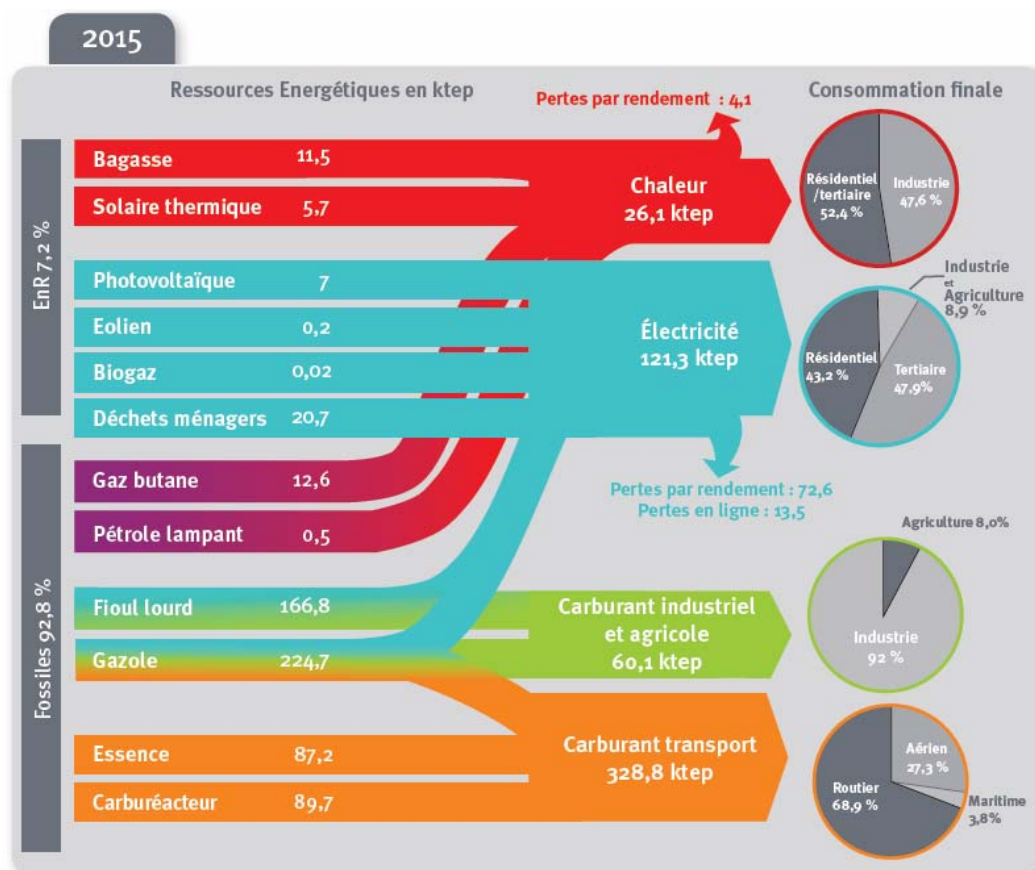 2015
Ressources Energétiques en ktep
Consommation finale
Pertes par rendement : 4,1
EnR 7,2 %
Bagasse 11,5
Solaire thermique 5,7
Chaleur
26,1 ktep
Résidentiel
/tertiaire
52,4 %
Industrie
47,6 %
Photovoltaïque 7
Eolien 0,2
Biogaz 0,02
Déchets ménagers 20,7
Électricité
121,3 ktep
Industrie
et
Agriculture
8,9 %
Résidentiel
43,2 %
Tertiaire
47,9%
Pertes par rendement : 72,6
Pertes en ligne : 13,5
Fossiles 92,8 %
Gaz butane 12,6
Pétrole lampant 0,5
Fioul lourd 166,8
Gazole 224,7
Carburant industriel
et agricole
60,1 ktep
Agriculture 8,0%
Industrie
92 %
Essence 87,2
Carburéacteur 89,7
Carburant transport
328,8 ktep
Aérien
27,3 %
Routier
68,9 %
Maritime
3,8%